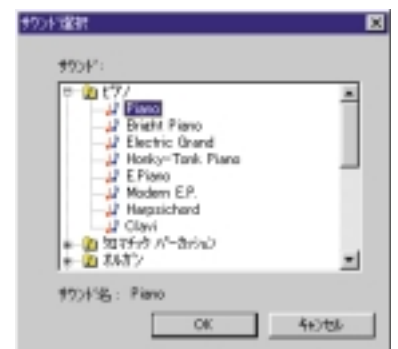 サウンド選択
サウンド:
ピアノ
Piano
Bright Piano
Electric Grand
Honky-Tonk Piano
E.Piano
Modern E.P.
Harpsichord
Clavi
クロマチック パーカッション
オルガン
サウンド名 : Piano
OK
キャンセル